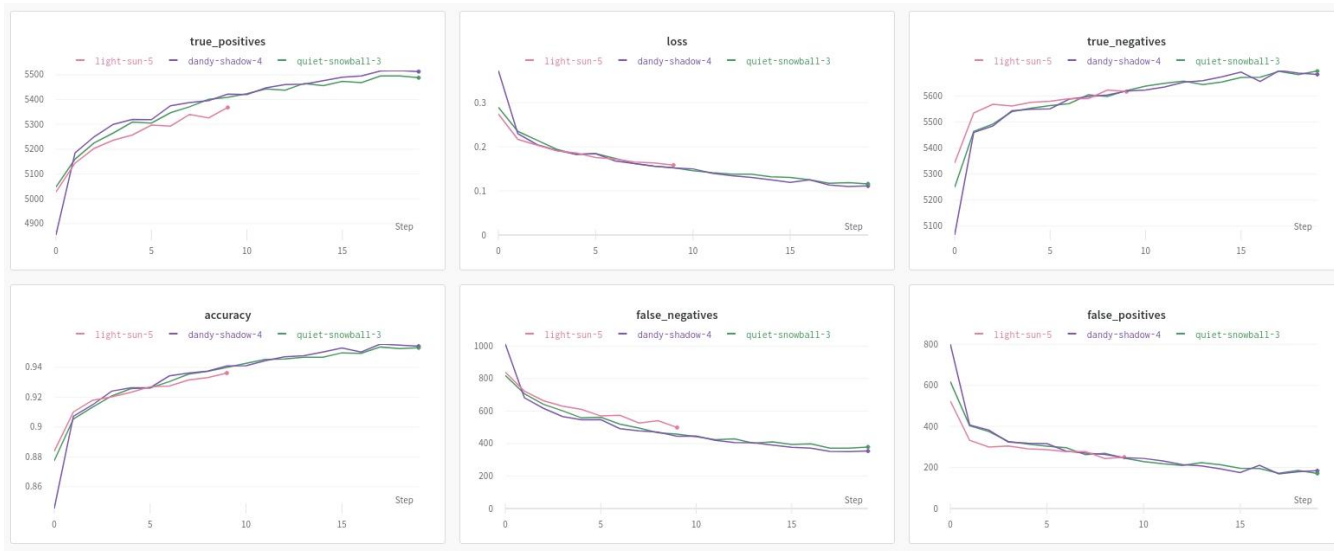 true_positives
light-sun-5 dandy-shadow-4 quiet-snowball-3
5500
5400
5300
5200
5100
5000
4900
Step
0 5 10 15
loss
light-sun-5 dandy-shadow-4 quiet-snowball-3
0.3
0.2
0.1
0
Step
0 5 10 15
true_negatives
light-sun-5 dandy-shadow-4 quiet-snowball-3
5600
5500
5400
5300
5200
5100
Step
0 5 10 15
accuracy
light-sun-5 dandy-shadow-4 quiet-snowball-3
0.94
0.92
0.9
0.88
0.86
Step
0 5 10 15
false_negatives
light-sun-5 dandy-shadow-4 quiet-snowball-3
1000
800
600
400
200
0
Step
0 5 10 15
false_positives
light-sun-5 dandy-shadow-4 quiet-snowball-3
800
600
400
200
0
Step
0 5 10 15